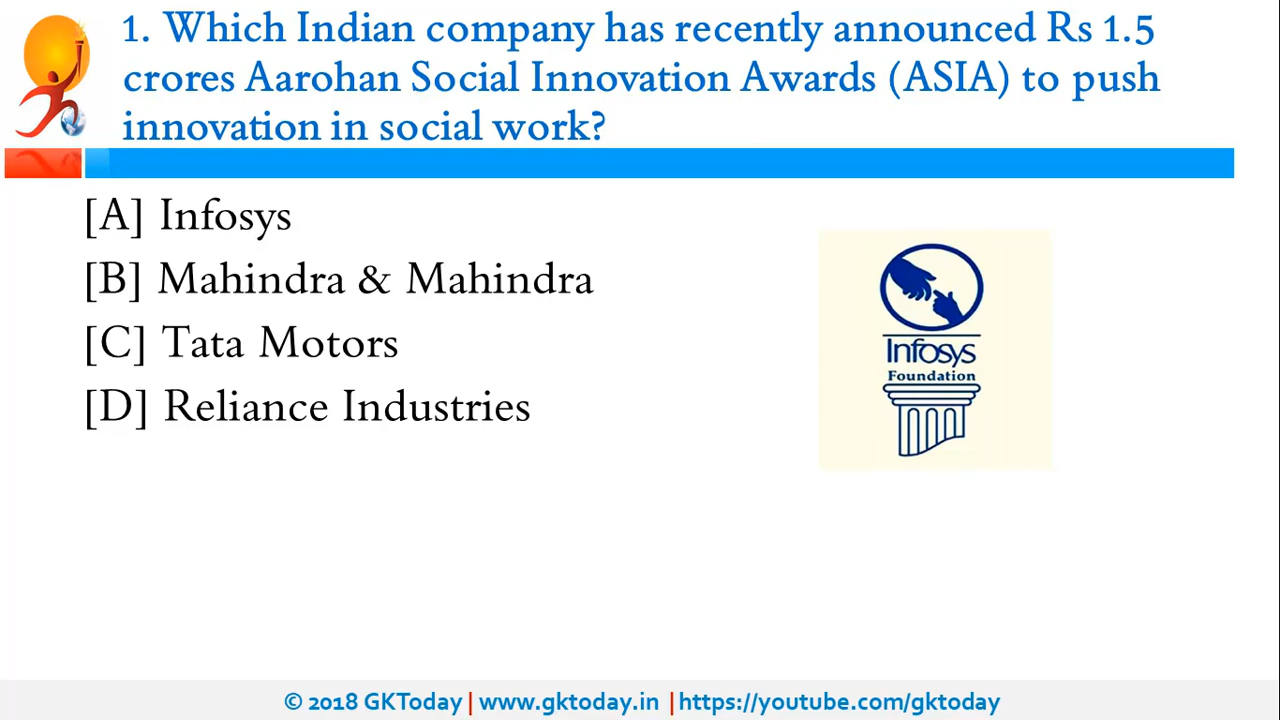 1. Which Indian company has recently announced Rs 1.5
crores Aarohan Social Innovation Awards (ASIA) to push
innovation in social work?
[A] Infosys
[B] Mahindra & Mahindra
[C] Tata Motors
[D] Reliance Industries
Infosys
Foundation
© 2018 GKToday | www.gktoday.in | https://youtube.com/gktoday